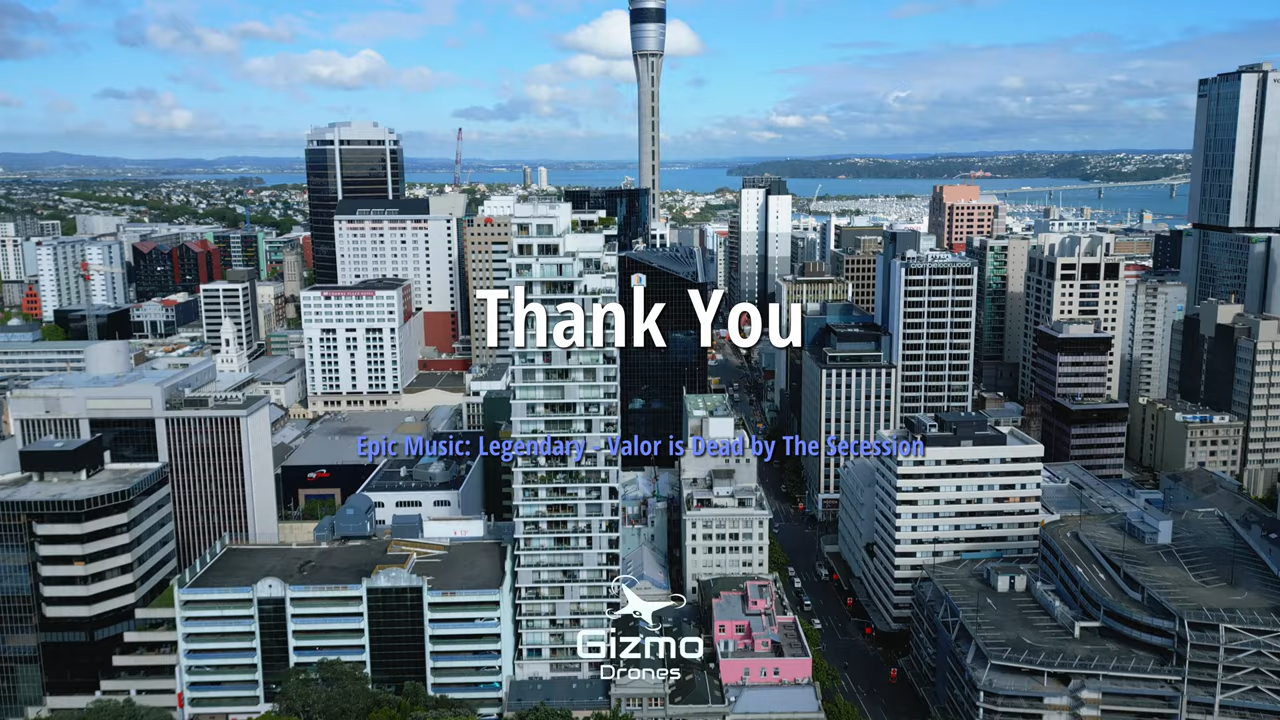 Thank You
Epic Music: Legendary - Valor is Dead by The Secession
Gizmo
Drones